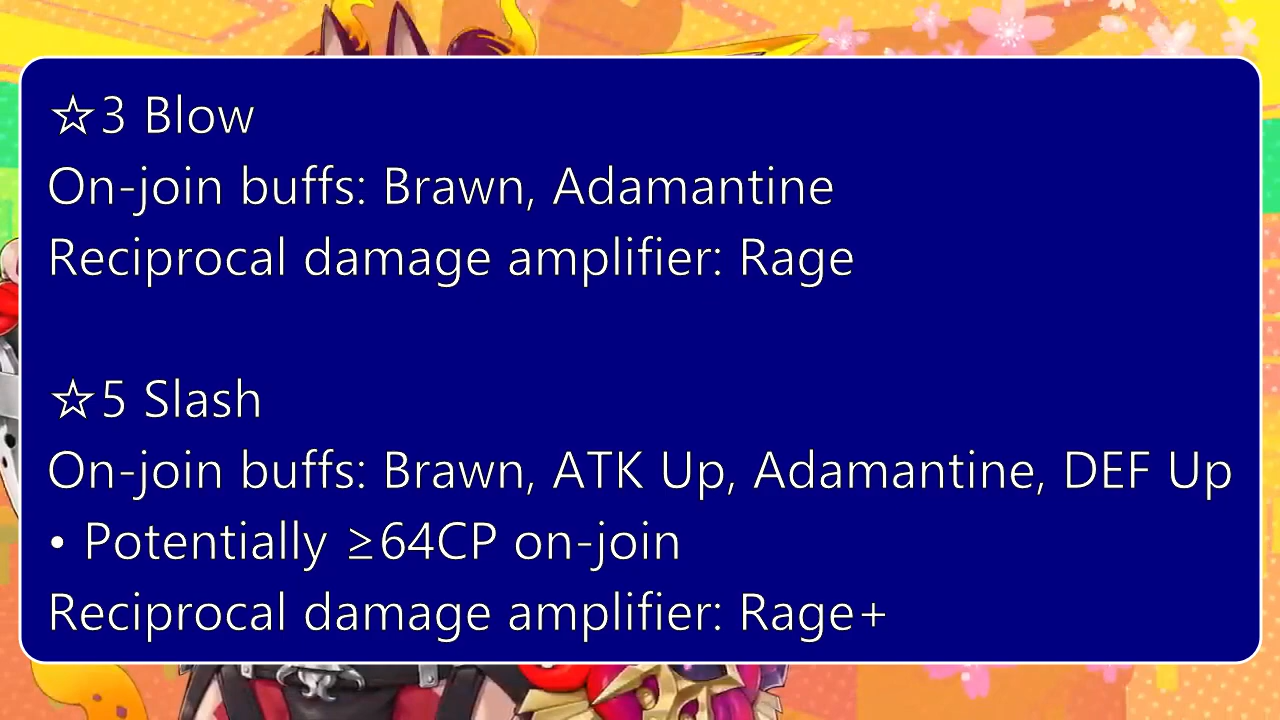 ☆3 Blow
On-join buffs: Brawn, Adamantine
Reciprocal damage amplifier: Rage
☆5 Slash
On-join buffs: Brawn, ATK Up, Adamantine, DEF Up
• Potentially ≥64CP on-join
Reciprocal damage amplifier: Rage+